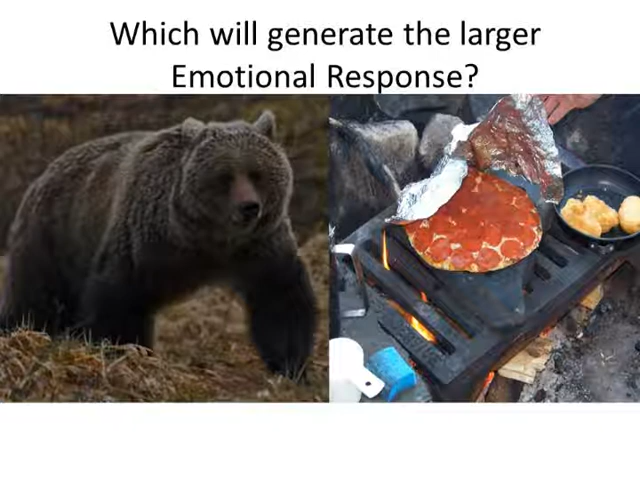 Which will generate the larger
Emotional Response?